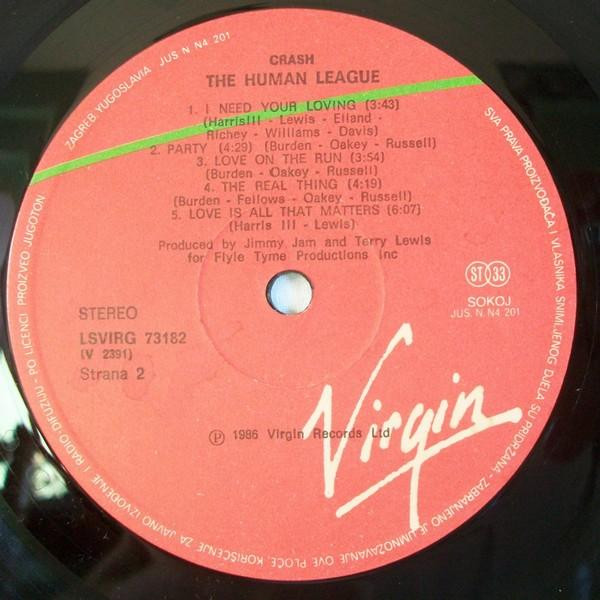 CRASH
THE HUMAN LEAGUE
1. I NEED YOUR LOVING (3:43)
(HarrisIII - Lewis - Eiland -
Richey - Williams - Davis)
2. PARTY (4:29) (Burden - Oakey - Russell)
3. LOVE ON THE RUN (3:54)
(Burden - Oakey - Russell)
4. THE REAL THING (4:19)
(Burden - Fellows - Oakey - Russell)
5. LOVE IS ALL THAT MATTERS (6:07)
(Harris III - Lewis)
Produced by Jimmy Jam and Terry Lewis
for Flyle Tyme Productions Inc
STEREO
LSVIRG 73182
(V 2391)
Strana 2
ST 33
SOKOJ
JUS. N. N4 201
Ⓟ 1986 Virgin Records Ltd
Virgin
PO LICENCI PROIZVEO JUGOTON ZAGREB YUGOSLAVIA JUS N N4 201
SVA PRAVA PROIZVOĐAČA I VLASNIKA SNIMLJENOG DJELA SU PRIDRŽANA - ZABRANJENO JE UMNOŽAVANJE OVE PLOČE, KORIŠĆENJE ZA JAVNO IZVOĐENJE I RADIO-DIFUZIJU -